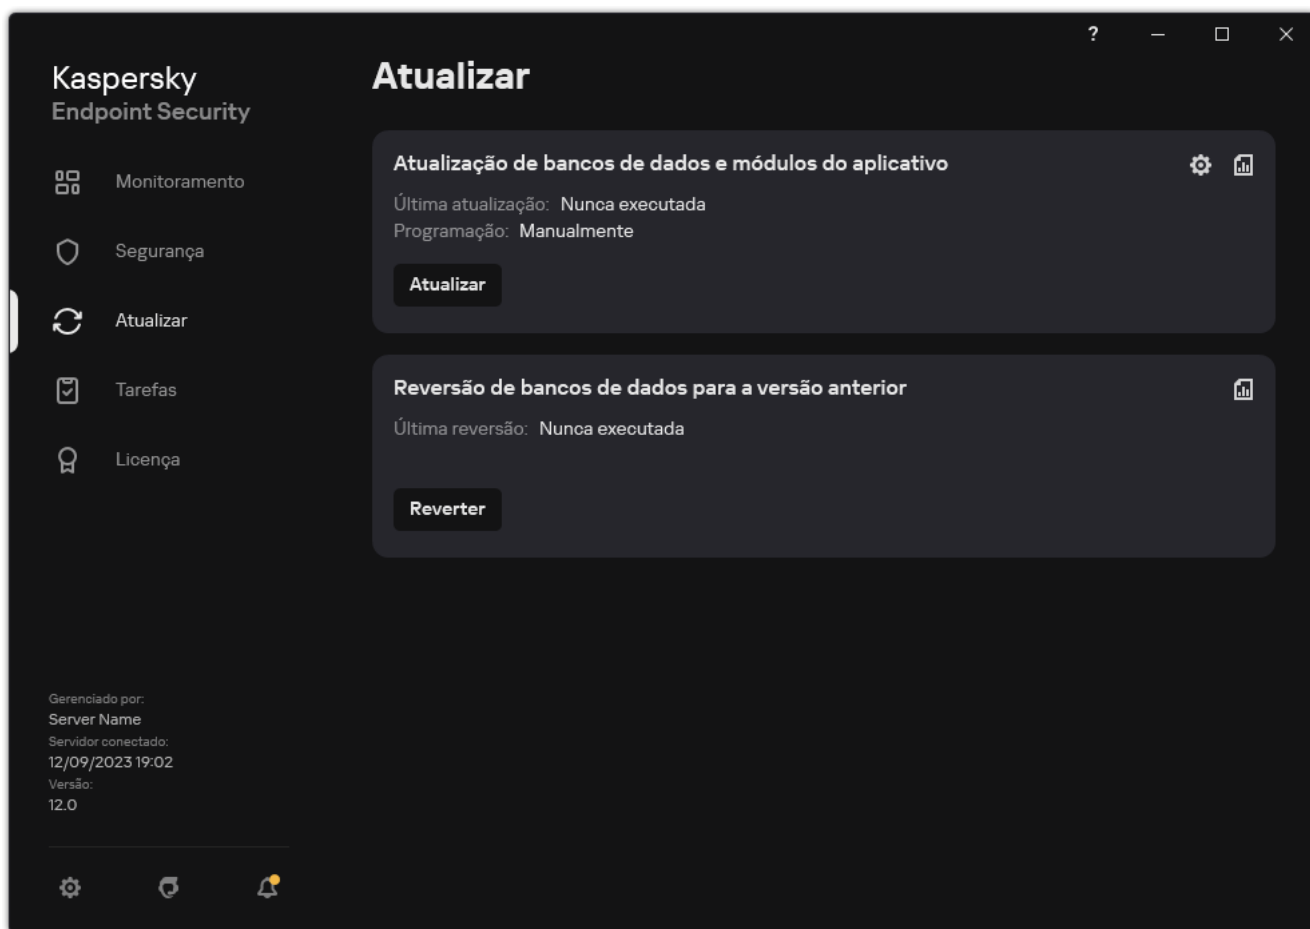 ?
Kaspersky
Endpoint Security
Monitoramento
Segurança
Atualizar
Tarefas
Licença
Gerenciado por:
Server Name
Servidor conectado:
12/09/2023 19:02
Versão:
12.0
Atualizar
Atualização de bancos de dados e módulos do aplicativo
Última atualização: Nunca executada
Programação: Manualmente
Atualizar
Reversão de bancos de dados para a versão anterior
Última reversão: Nunca executada
Reverter